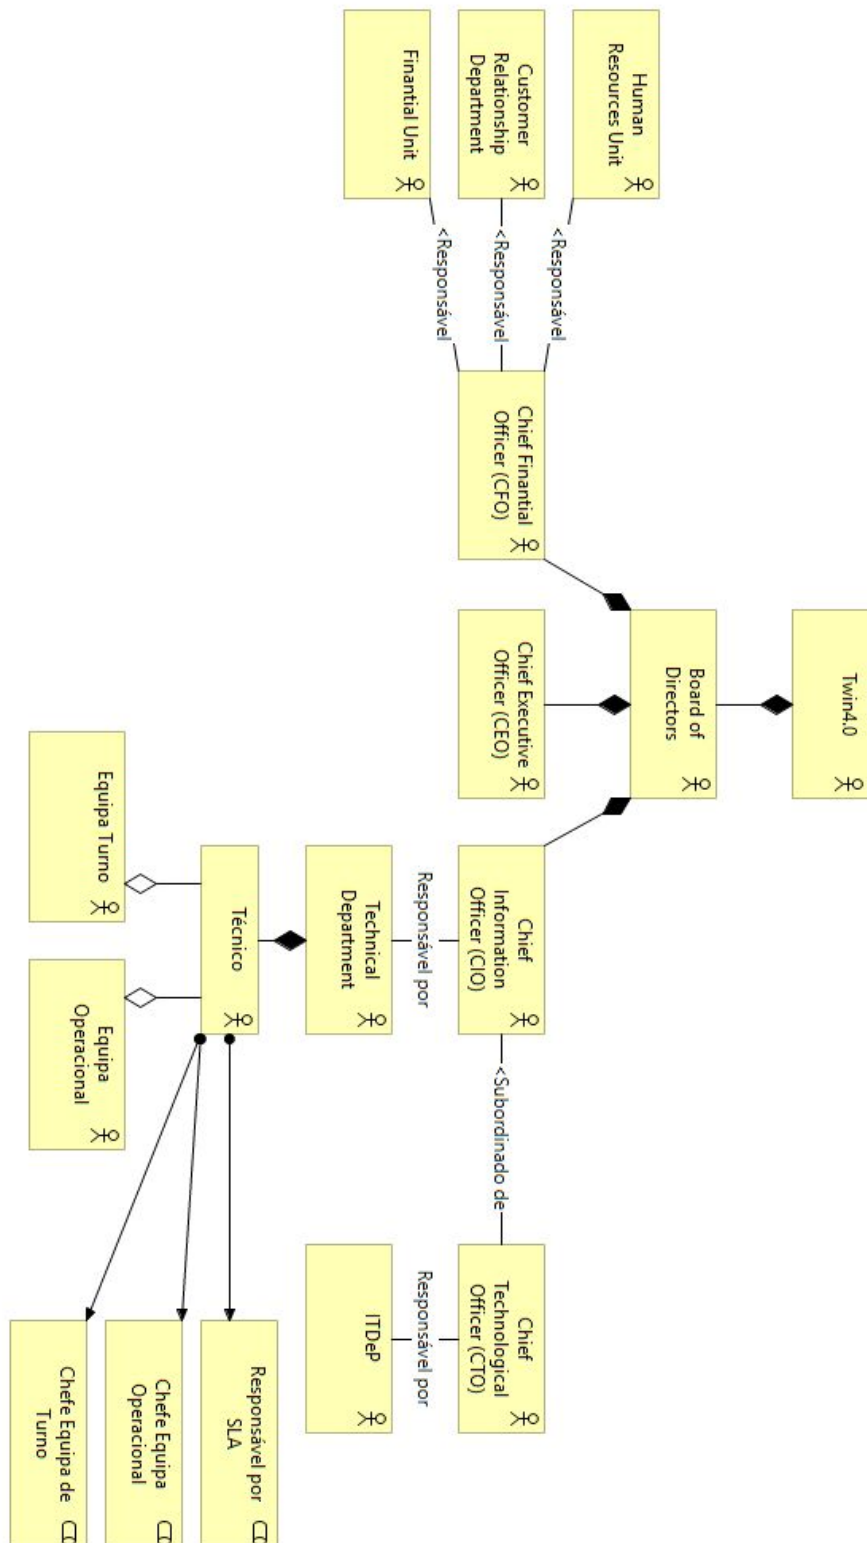 Twin4.0
Board of
Directors
Chief Finantial
Officer (CFO)
Chief Executive
Officer (CEO)
Chief
Information
Officer (CIO)
<Subordinado de
Chief
Technological
Officer (CTO)
<Responsável
<Responsável
<Responsável
Human
Resources Unit
Customer
Relationship
Department
Finantial Unit
Responsável por
Responsável por
Technical
Department
ITDeP
Técnico
Responsável por
SLA
Chefe Equipa
Operacional
Chefe Equipa de
Turno
Equipa Turno
Equipa
Operacional